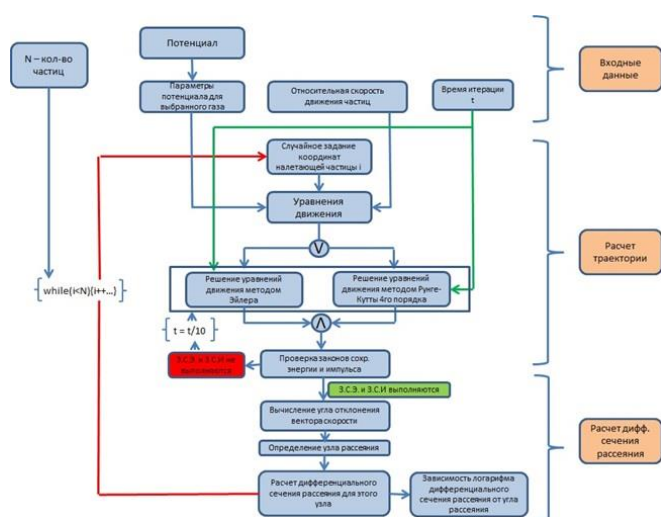 Потенциал
N – кол-во
частиц
Входные
данные
Параметры
потенциала для
выбранного газа
Относительная скорость
движения частиц
Время итерации
t
Случайное задание
координат
налетающей частицы i
Уравнения
движения
V
Расчет
траектории
Решение уравнений
движения методом
Эйлера
Решение уравнений
движения методом Рунге-
Кутты 4го порядка
{while(i<N){i++...}
Λ
t = t/10
З.С.Э. и З.С.И не
выполняются
Проверка законов сохр.
энергии и импульса
З.С.Э. и З.С.И выполняются
Вычисление угла отклонения
вектора скорости
Расчет дифф.
сечения
рассеяния
Определение узла рассеяния
Расчет дифференциального
сечения рассеяния для этого
узла
Зависимость логарифма
дифференциального
сечения рассеяния от угла
рассеяния